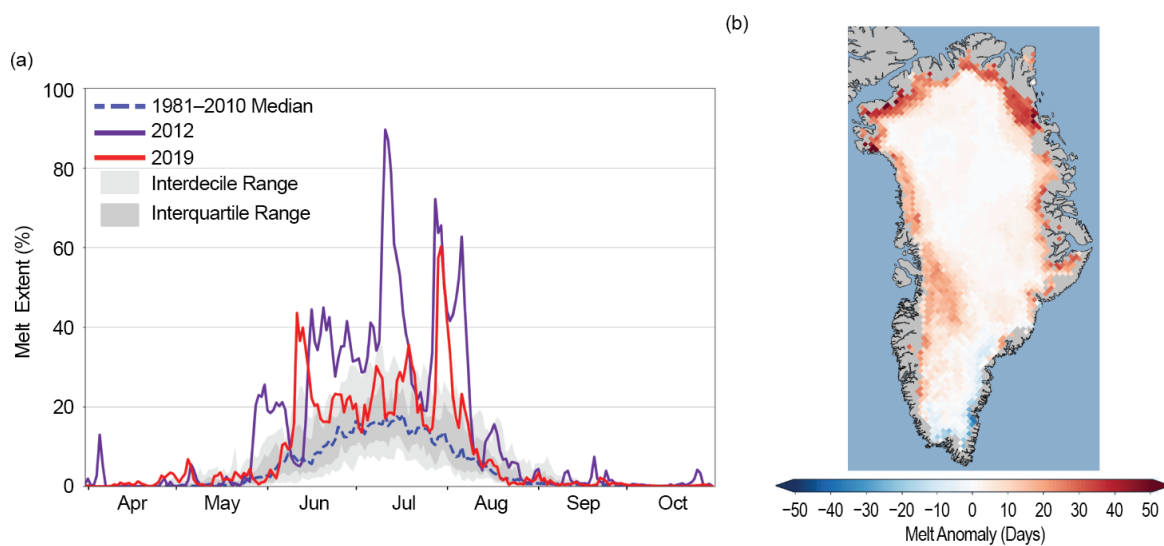 (a)
100
80
60
40
20
0
Melt Extent (%)
1981–2010 Median
2012
2019
Interdecile Range
Interquartile Range
Apr May Jun Jul Aug Sep Oct
(b)
−50 −40 −30 −20 −10 0 10 20 30 40 50
Melt Anomaly (Days)